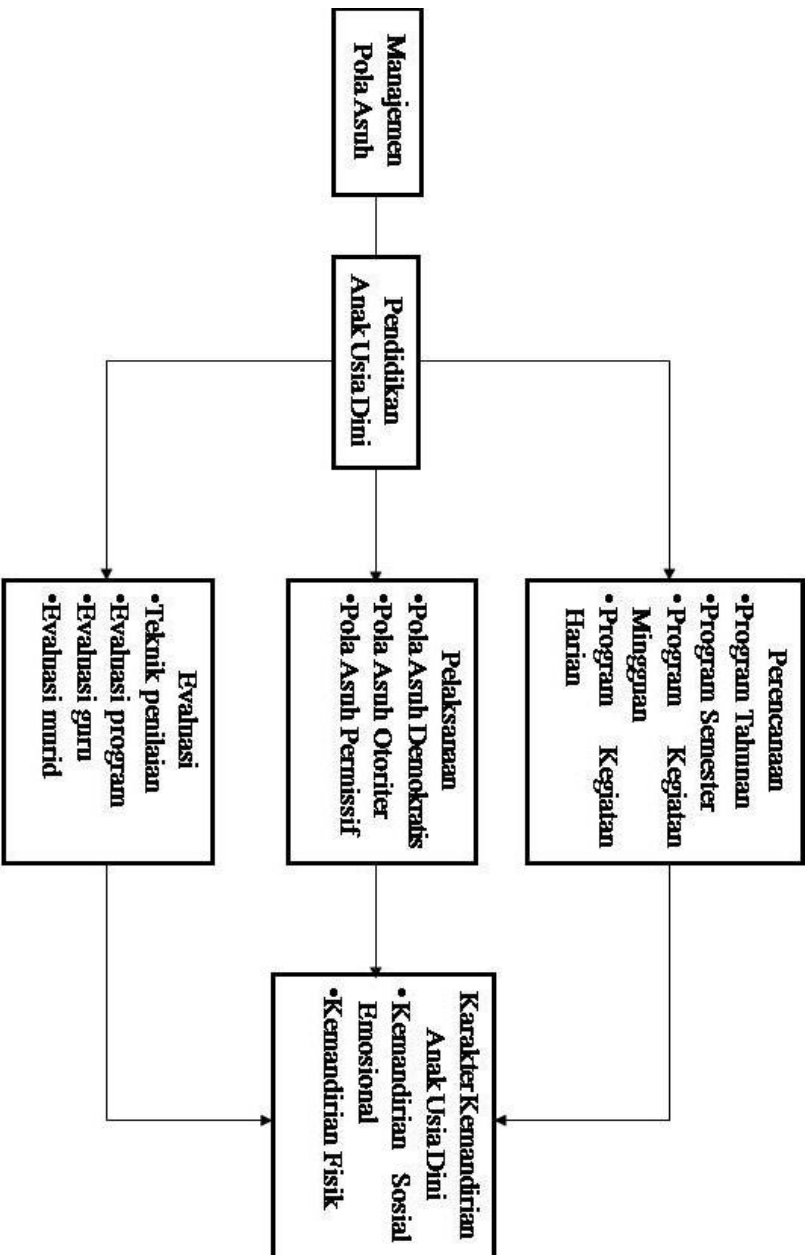 Manajemen
Pola Asuh
Pendidikan
Anak Usia Dini
Perencanaan
•Program Tahunan
•Program Semester
•Program Kegiatan
Mingguan
•Program Kegiatan
Harian
Pelaksanaan
•Pola Asuh Demokratis
•Pola Asuh Otoriter
•Pola Asuh Permissif
Evaluasi
•Teknik penilaian
•Evaluasi program
•Evaluasi guru
•Evaluasi murid
Karakter Kemandirian
Anak Usia Dini
•Kemandirian Sosial
Emosional
•Kemandirian Fisik